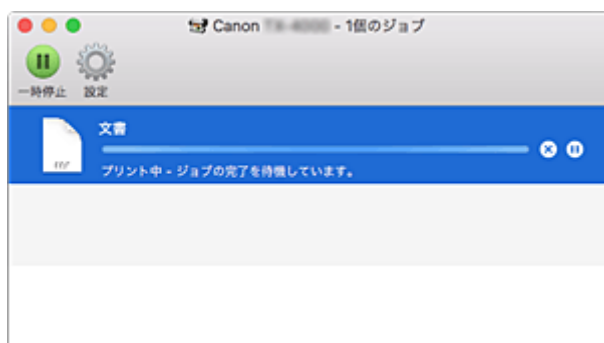 Canon - 1個のジョブ
一時停止 設定
文書
プリント中 - ジョブの完了を待機しています。